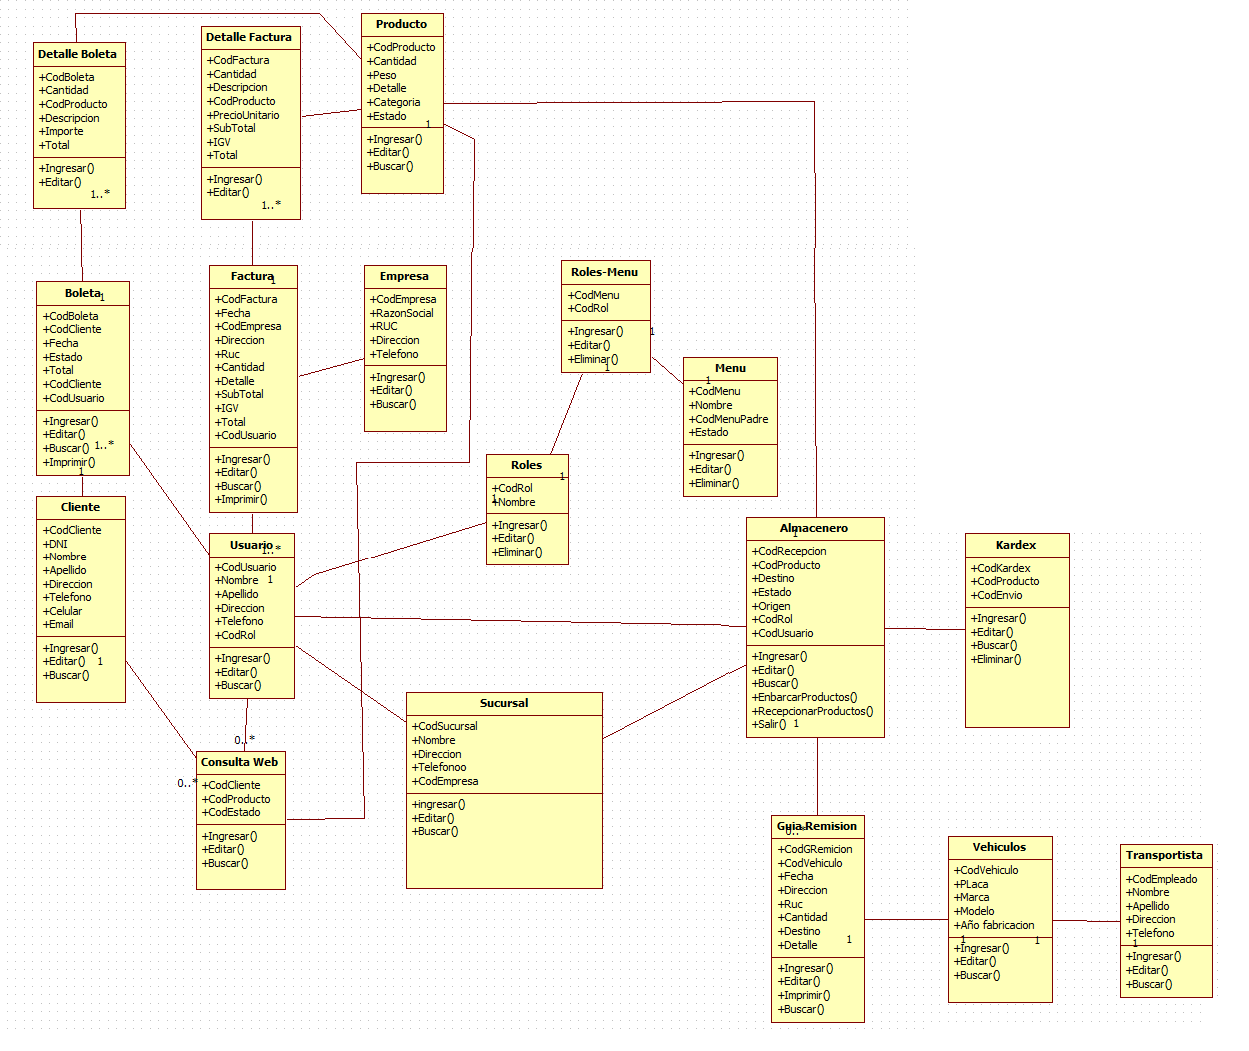 Detalle Boleta
+CodBoleta
+Cantidad
+CodProducto
+Descripcion
+Importe
+Total
+Ingresar()
+Editar()
1..*
Detalle Factura
+CodFactura
+Cantidad
+Descripcion
+CodProducto
+PrecioUnitario
+SubTotal
+IGV
+Total
+Ingresar()
+Editar()
1..*
Producto
+CodProducto
+Cantidad
+Peso
+Detalle
+Categoria
+Estado
1
+Ingresar()
+Editar()
+Buscar()
Boleta
1
+CodBoleta
+CodCliente
+Fecha
+Estado
+Total
+CodCliente
+CodUsuario
+Ingresar()
+Editar()
+Buscar()
1..*
+Imprimir()
1
Factura
1
+CodFactura
+Fecha
+CodEmpresa
+Direccion
+Ruc
+Cantidad
+Detalle
+SubTotal
+IGV
+Total
+CodUsuario
+Ingresar()
+Editar()
+Buscar()
+Imprimir()
Empresa
+CodEmpresa
+RazonSocial
+RUC
+Direccion
+Telefono
+Ingresar()
+Editar()
+Buscar()
Roles-Menu
+CodMenu
+CodRol
+Ingresar()
1
+Editar()
+Eliminar()
1
Menu
1
+CodMenu
+Nombre
+CodMenuPadre
+Estado
+Ingresar()
+Editar()
+Eliminar()
Roles
1
+CodRol
1
+Nombre
+Ingresar()
+Editar()
+Eliminar()
Cliente
+CodCliente
+DNI
+Nombre
+Apellido
+Direccion
+Telefono
+Celular
+Email
+Ingresar()
+Editar()
1
+Buscar()
Usuario
1..*
+CodUsuario
+Nombre
1
+Apellido
+Direccion
+Telefono
+CodRol
+Ingresar()
+Editar()
+Buscar()
0..*
Consulta Web
0..*
+CodCliente
+CodProducto
+CodEstado
+Ingresar()
+Editar()
+Buscar()
Sucursal
+CodSucursal
+Nombre
+Direccion
+Telefonoo
+CodEmpresa
+ingresar()
+Editar()
+Buscar()
Almacenero
1
+CodRecepcion
+CodProducto
+Destino
+Estado
+Origen
+CodRol
+CodUsuario
+Ingresar()
+Editar()
+Buscar()
+EnbarcarProductos()
+RecepcionarProductos()
+Salir()
1
Kardex
+CodKardex
+CodProducto
+CodEnvio
+Ingresar()
+Editar()
+Buscar()
+Eliminar()
Guia Remision
0..*
+CodGRemicion
+CodVehiculo
+Fecha
+Direccion
+Ruc
+Cantidad
+Destino
+Detalle
1
+Ingresar()
+Editar()
+Imprimir()
+Buscar()
Vehiculos
+CodVehiculo
+PLaca
+Marca
+Modelo
+Año fabricacion
1
1
+Ingresar()
+Editar()
+Buscar()
Transportista
+CodEmpleado
+Nombre
+Apellido
+Direccion
+Telefono
1
+Ingresar()
+Editar()
+Buscar()